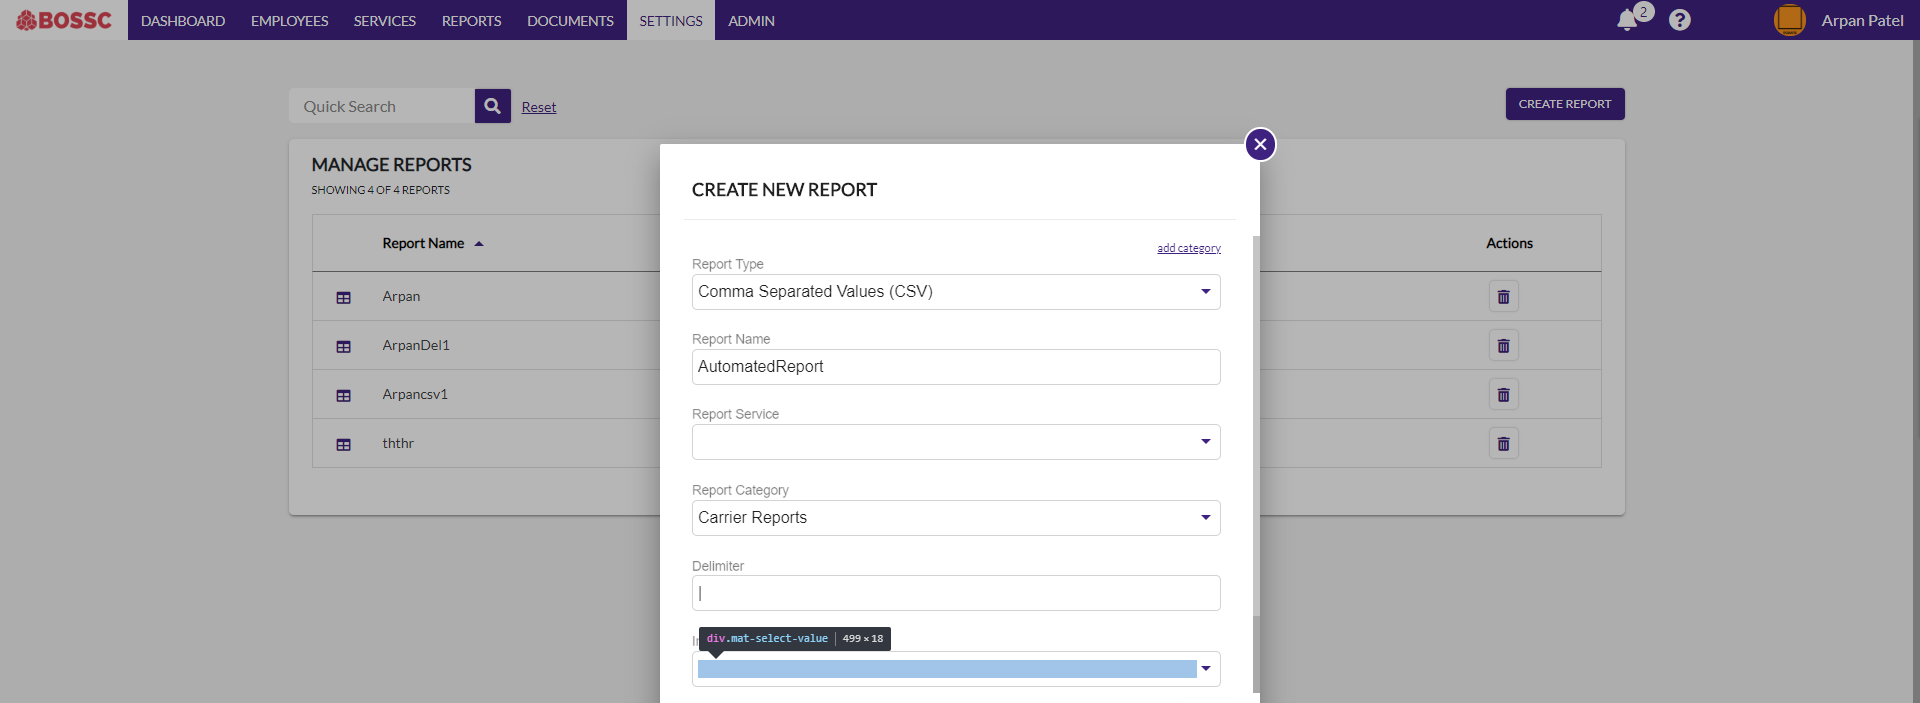 BOSSC DASHBOARD EMPLOYEES SERVICES REPORTS DOCUMENTS SETTINGS ADMIN 2 ? Arpan Patel
Quick Search Reset CREATE REPORT
MANAGE REPORTS
SHOWING 4 OF 4 REPORTS
Report Name Actions
Arpan
ArpanDel1
Arpancsv1
ththr
CREATE NEW REPORT
add category
Report Type
Comma Separated Values (CSV)
Report Name
AutomatedReport
Report Service
Report Category
Carrier Reports
Delimiter
|
div.mat-select-value 499 × 18